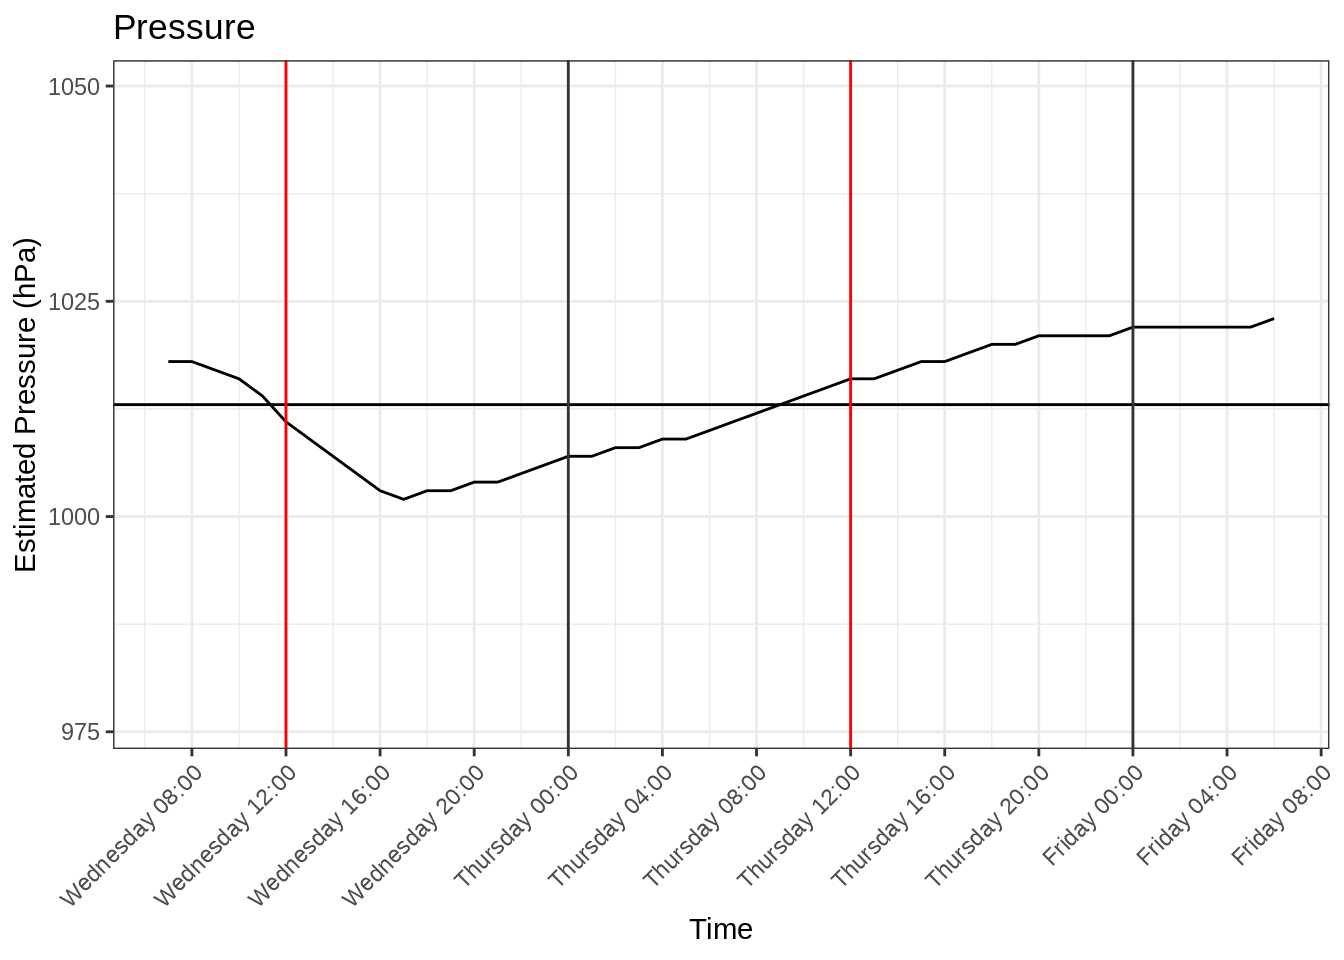 Pressure
Estimated Pressure (hPa)
1050
1025
1000
975
Wednesday 08:00
Wednesday 12:00
Wednesday 16:00
Wednesday 20:00
Thursday 00:00
Thursday 04:00
Thursday 08:00
Thursday 12:00
Thursday 16:00
Thursday 20:00
Friday 00:00
Friday 04:00
Friday 08:00
Time